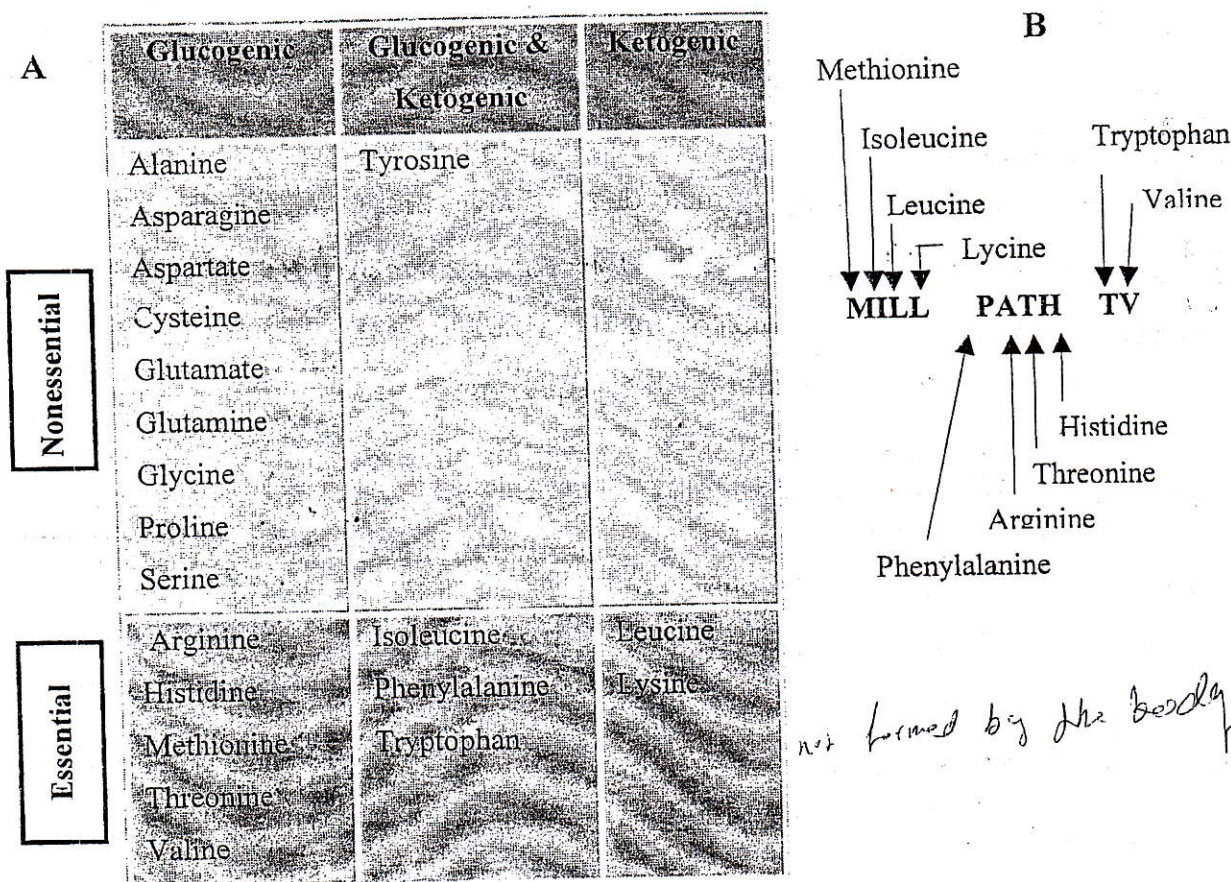 A
Glucogenic
Glucogenic &
Ketogenic
Ketogenic
Nonessential
Alanine
Tyrosine
Asparagine
Aspartate
Cysteine
Glutamate
Glutamine
Glycine
Proline
Serine
Essential
Arginine
Isoleucine
Leucine
Histidine
Phenylalanine
Lysine
Methionine
Tryptophan
Threonine
Valine
B
Methionine
Isoleucine
Tryptophan
Leucine
Valine
Lycine
MILL PATH TV
Histidine
Threonine
Arginine
Phenylalanine
not formed by the body